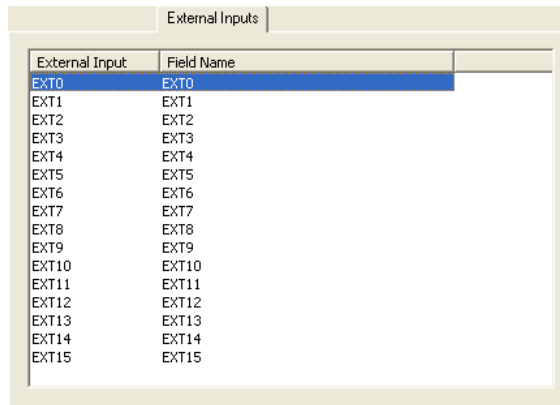 External Inputs
External Input Field Name
EXT0 EXT0
EXT1 EXT1
EXT2 EXT2
EXT3 EXT3
EXT4 EXT4
EXT5 EXT5
EXT6 EXT6
EXT7 EXT7
EXT8 EXT8
EXT9 EXT9
EXT10 EXT10
EXT11 EXT11
EXT12 EXT12
EXT13 EXT13
EXT14 EXT14
EXT15 EXT15